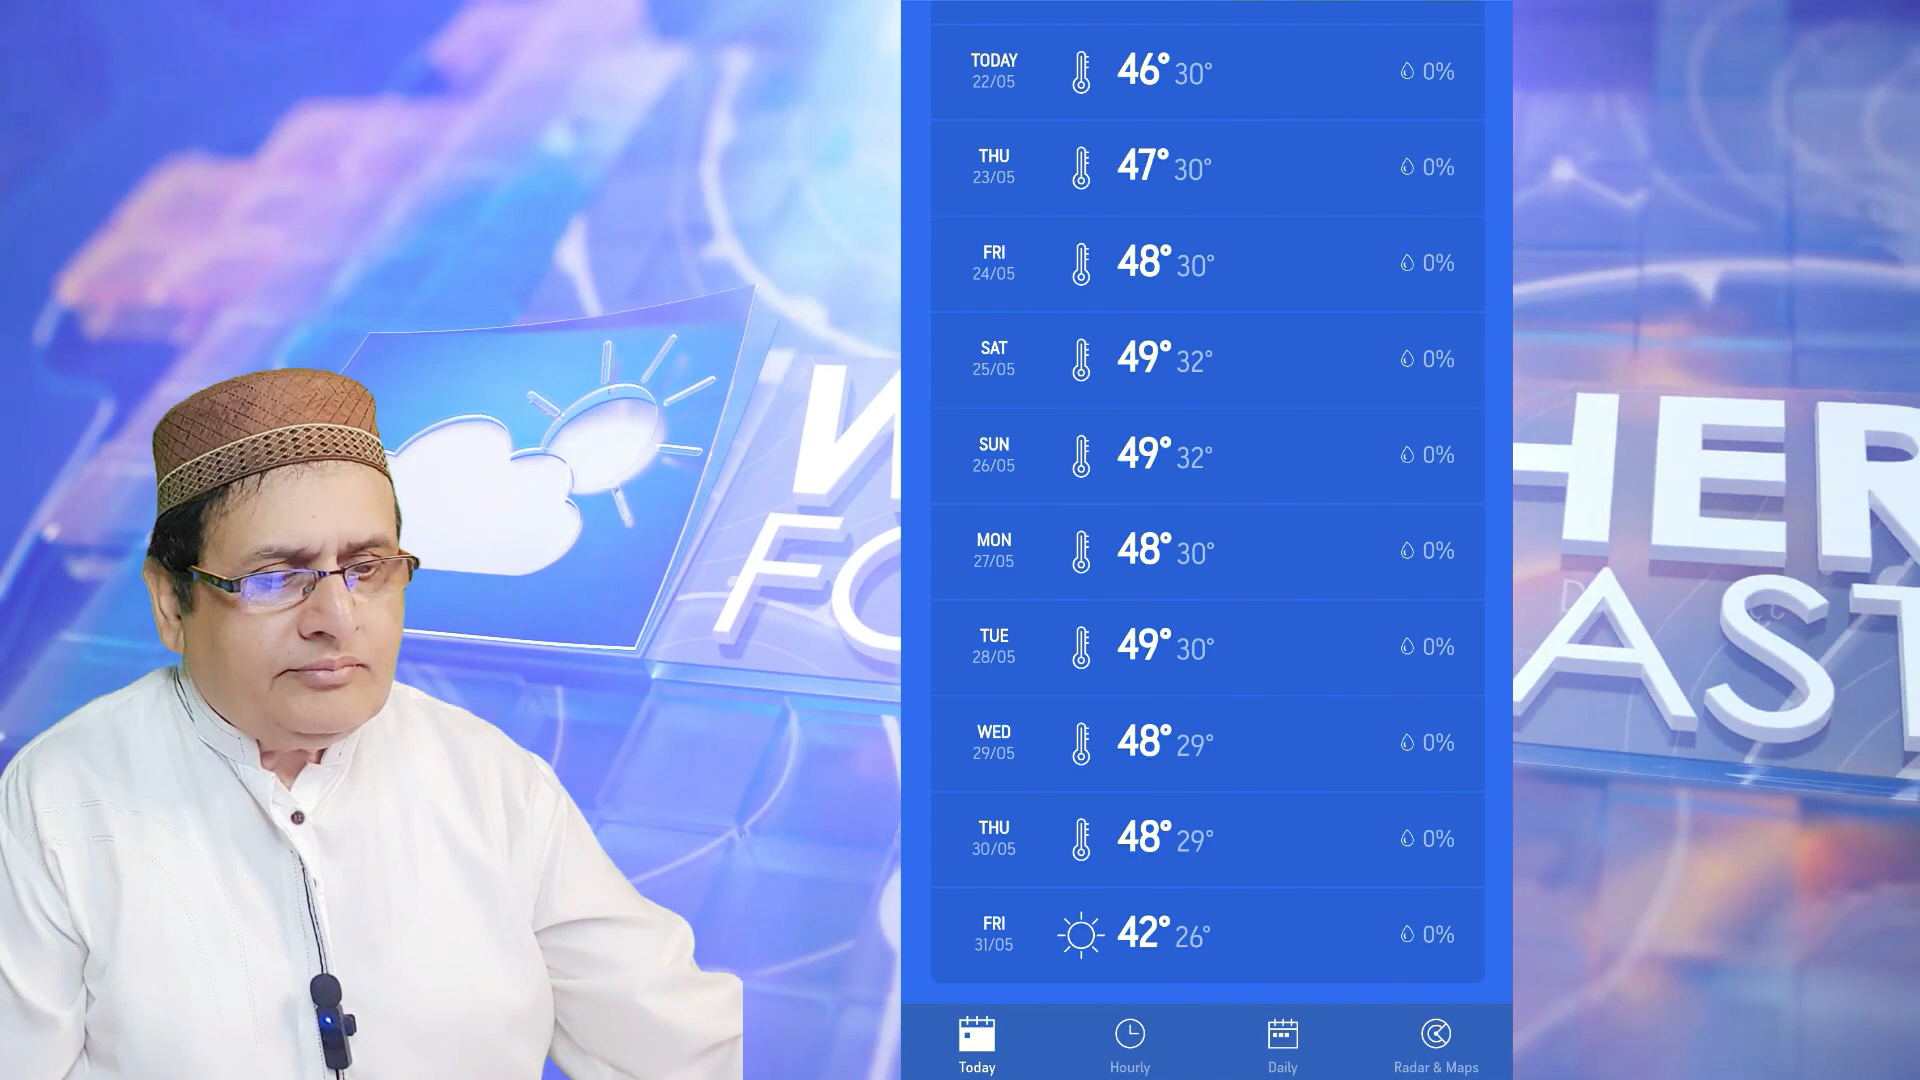 TODAY
22/05
46° 30°
0%
THU
23/05
47° 30°
0%
FRI
24/05
48° 30°
0%
SAT
25/05
49° 32°
0%
SUN
26/05
49° 32°
0%
MON
27/05
48° 30°
0%
TUE
28/05
49° 30°
0%
WED
29/05
48° 29°
0%
THU
30/05
48° 29°
0%
FRI
31/05
42° 26°
0%
W HER
FO AST
Today
Hourly
Daily
Radar & Maps